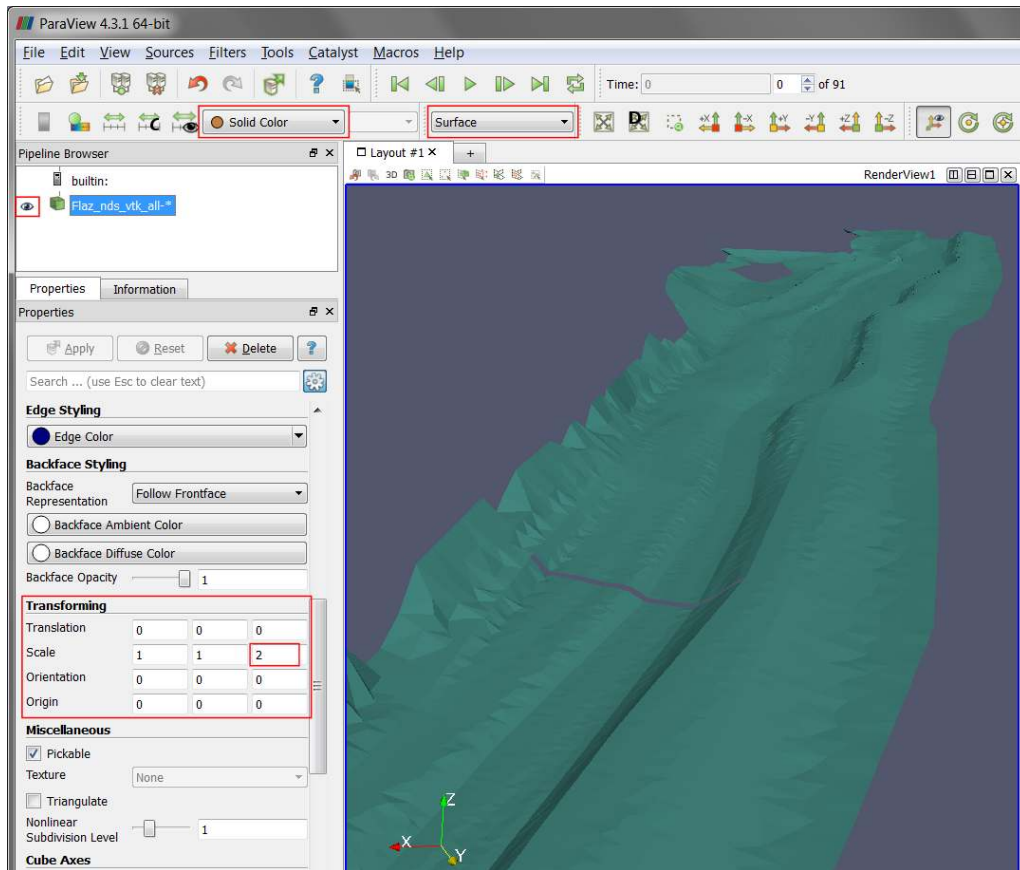 ParaView 4.3.1 64-bit
File Edit View Sources Filters Tools Catalyst Macros Help
Time: 0 0 of 91
Solid Color Surface +X -X +Y -Y +Z -Z
Pipeline Browser
Layout #1 +
builtin:
3D RenderView1
Flaz_nds_vtk_all-*
Properties Information
Properties
Apply Reset Delete ?
Search ... (use Esc to clear text)
Edge Styling
Edge Color
Backface Styling
Backface
Representation Follow Frontface
Backface Ambient Color
Backface Diffuse Color
Backface Opacity 1
Transforming
Translation 0 0 0
Scale 1 1 2
Orientation 0 0 0
Origin 0 0 0
Miscellaneous
Pickable
Texture None
Triangulate
Nonlinear
Subdivision Level 1
Cube Axes
Z
X
Y